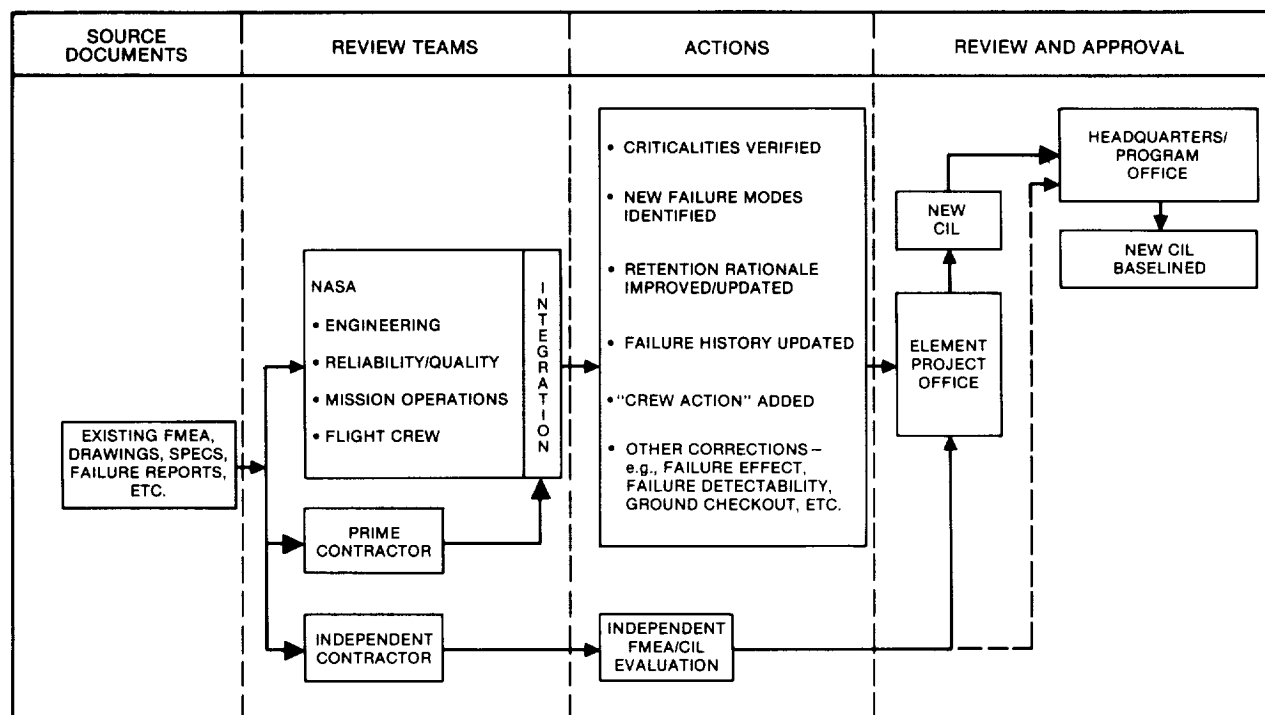 SOURCE
DOCUMENTS
REVIEW TEAMS
ACTIONS
REVIEW AND APPROVAL
EXISTING FMEA,
DRAWINGS, SPECS,
FAILURE REPORTS,
ETC.
NASA
• ENGINEERING
• RELIABILITY/QUALITY
• MISSION OPERATIONS
• FLIGHT CREW
INTEGRATION
PRIME
CONTRACTOR
INDEPENDENT
CONTRACTOR
• CRITICALITIES VERIFIED
• NEW FAILURE MODES
IDENTIFIED
• RETENTION RATIONALE
IMPROVED/UPDATED
• FAILURE HISTORY UPDATED
• "CREW ACTION" ADDED
• OTHER CORRECTIONS –
e.g., FAILURE EFFECT,
FAILURE DETECTABILITY,
GROUND CHECKOUT, ETC.
INDEPENDENT
FMEA/CIL
EVALUATION
NEW
CIL
ELEMENT
PROJECT
OFFICE
HEADQUARTERS/
PROGRAM
OFFICE
NEW CIL
BASELINED